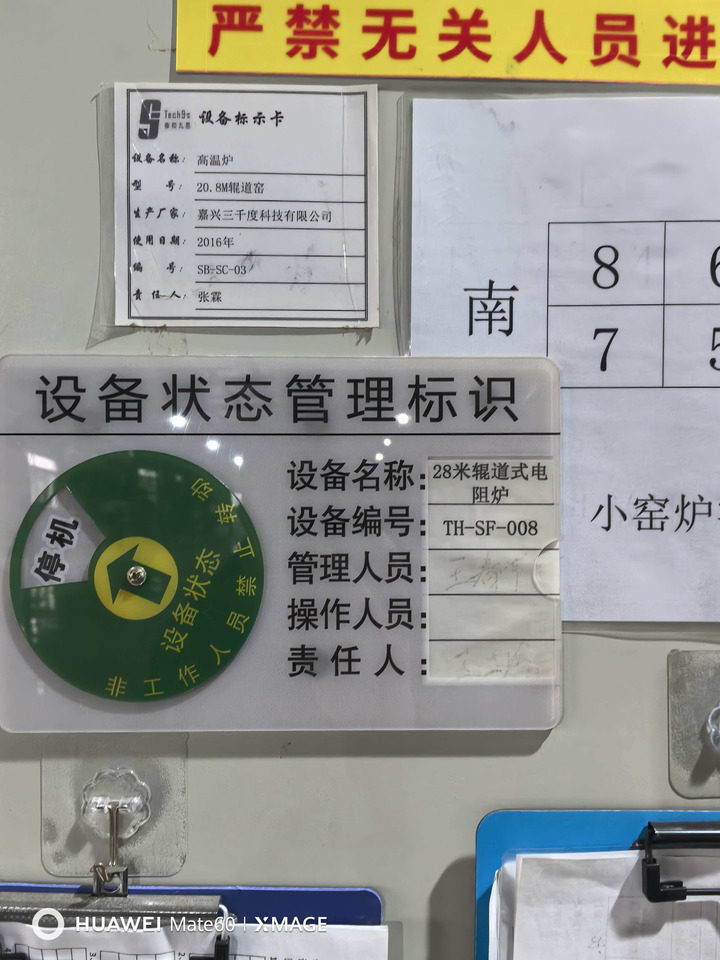 严禁无关人员进
Tech9s
设备标示卡
设备名称：高温炉
型 号：20.8M辊道窑
生产厂家：嘉兴三千度科技有限公司
使用日期：2016年
编 号：SB-SC-03
责 任 人：张霖
南
8
7
5
小窑炉
设备状态管理标识
停机
设备状态
非工作人员禁止转动
设备名称：28米辊道式电
阻炉
设备编号：TH-SF-008
管理人员：
操作人员：
责 任 人：
HUAWEI Mate60 | XMAGE